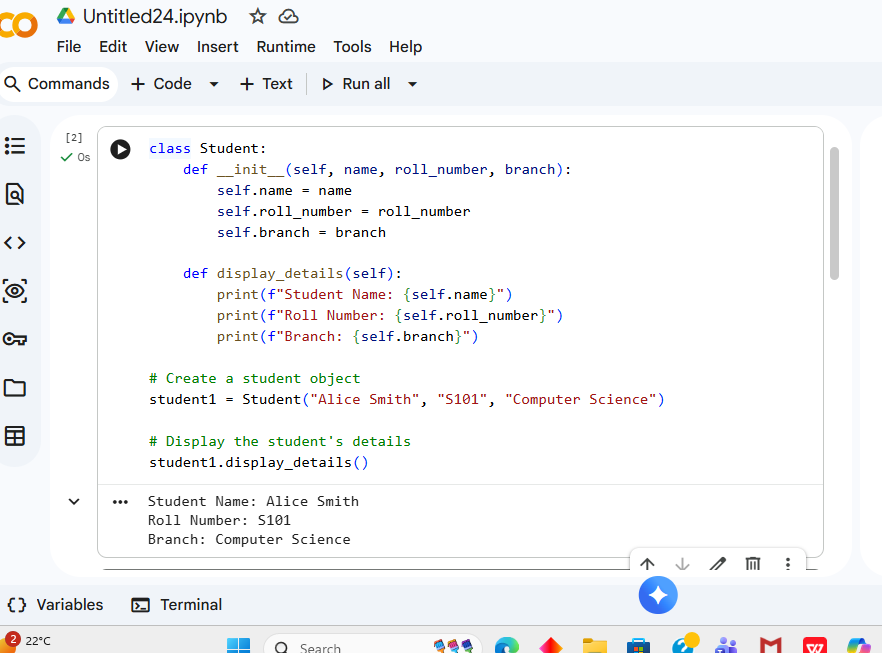 Untitled24.ipynb
File Edit View Insert Runtime Tools Help
Commands + Code + Text Run all
[2]
0s
class Student:
    def __init__(self, name, roll_number, branch):
        self.name = name
        self.roll_number = roll_number
        self.branch = branch

    def display_details(self):
        print(f"Student Name: {self.name}")
        print(f"Roll Number: {self.roll_number}")
        print(f"Branch: {self.branch}")

# Create a student object
student1 = Student("Alice Smith", "S101", "Computer Science")

# Display the student's details
student1.display_details()
Student Name: Alice Smith
Roll Number: S101
Branch: Computer Science
Variables Terminal
2
22°C
Search